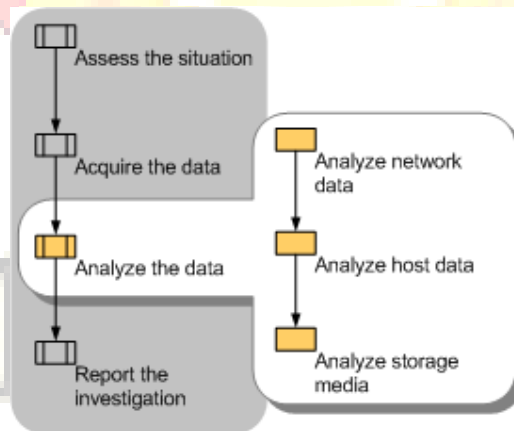 Assess the situation
Acquire the data
Analyze the data
Report the
investigation
Analyze network
data
Analyze host data
Analyze storage
media